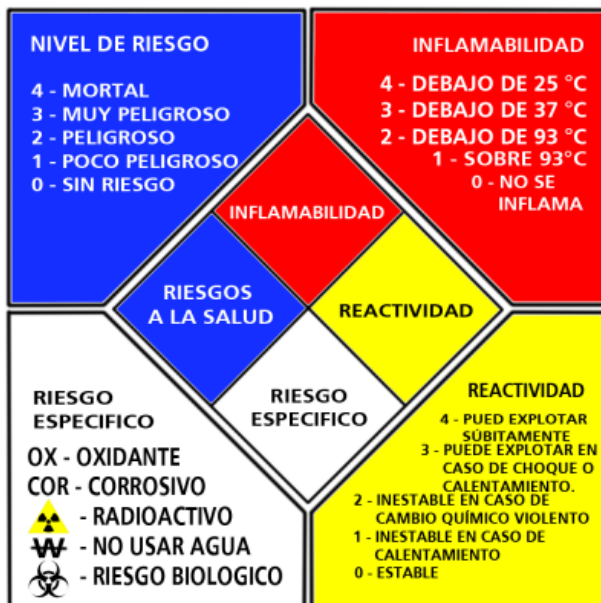 NIVEL DE RIESGO
4 - MORTAL
3 - MUY PELIGROSO
2 - PELIGROSO
1 - POCO PELIGROSO
0 - SIN RIESGO
INFLAMABILIDAD
4 - DEBAJO DE 25 °C
3 - DEBAJO DE 37 °C
2 - DEBAJO DE 93 °C
1 - SOBRE 93°C
0 - NO SE
INFLAMA
INFLAMABILIDAD
RIESGOS
A LA SALUD
REACTIVIDAD
RIESGO
ESPECIFICO
RIESGO
ESPECIFICO
OX - OXIDANTE
COR - CORROSIVO
- RADIOACTIVO
W - NO USAR AGUA
- RIESGO BIOLOGICO
REACTIVIDAD
4 - PUED EXPLOTAR
SÚBITAMENTE
3 - PUEDE EXPLOTAR EN
CASO DE CHOQUE O
CALENTAMIENTO.
2 - INESTABLE EN CASO DE
CAMBIO QUÍMICO VIOLENTO
1 - INESTABLE EN CASO DE
CALENTAMIENTO
0 - ESTABLE